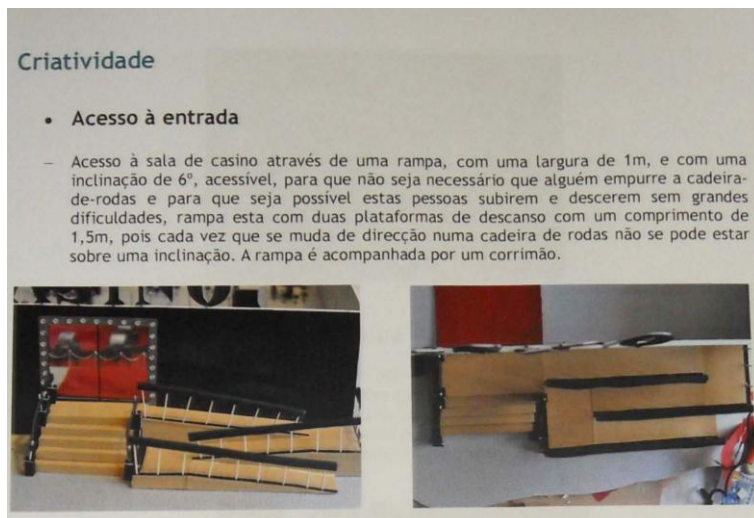 Criatividade
• Acesso à entrada
– Acesso à sala de casino através de uma rampa, com uma largura de 1m, e com uma
inclinação de 6º, acessível, para que não seja necessário que alguém empurre a cadeira-
de-rodas e para que seja possível estas pessoas subirem e descerem sem grandes
dificuldades, rampa esta com duas plataformas de descanso com um comprimento de
1,5m, pois cada vez que se muda de direcção numa cadeira de rodas não se pode estar
sobre uma inclinação. A rampa é acompanhada por um corrimão.